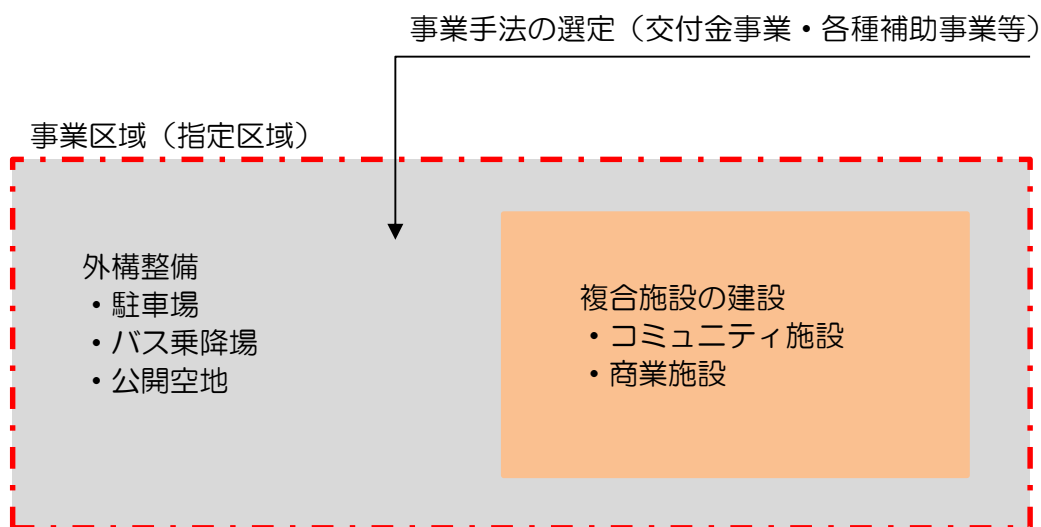 事業手法の選定（交付金事業・各種補助事業等）
事業区域（指定区域）
外構整備
・駐車場
・バス乗降場
・公開空地
複合施設の建設
・コミュニティ施設
・商業施設